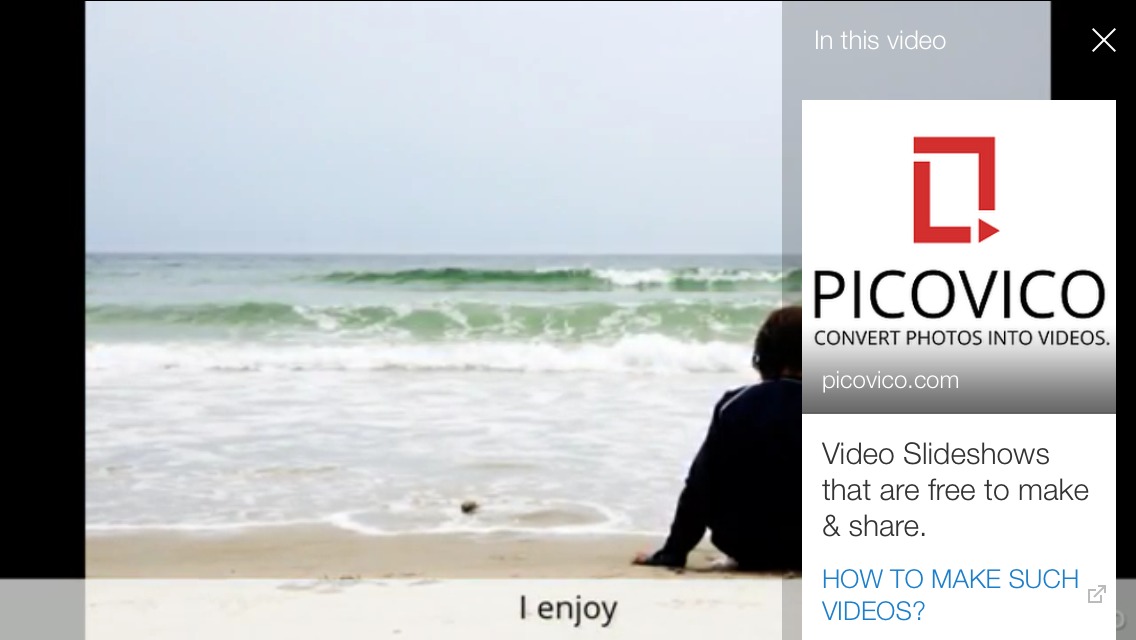 In this video
PICOVICO
CONVERT PHOTOS INTO VIDEOS.
picovico.com
Video Slideshows
that are free to make
& share.
HOW TO MAKE SUCH
VIDEOS?
I enjoy